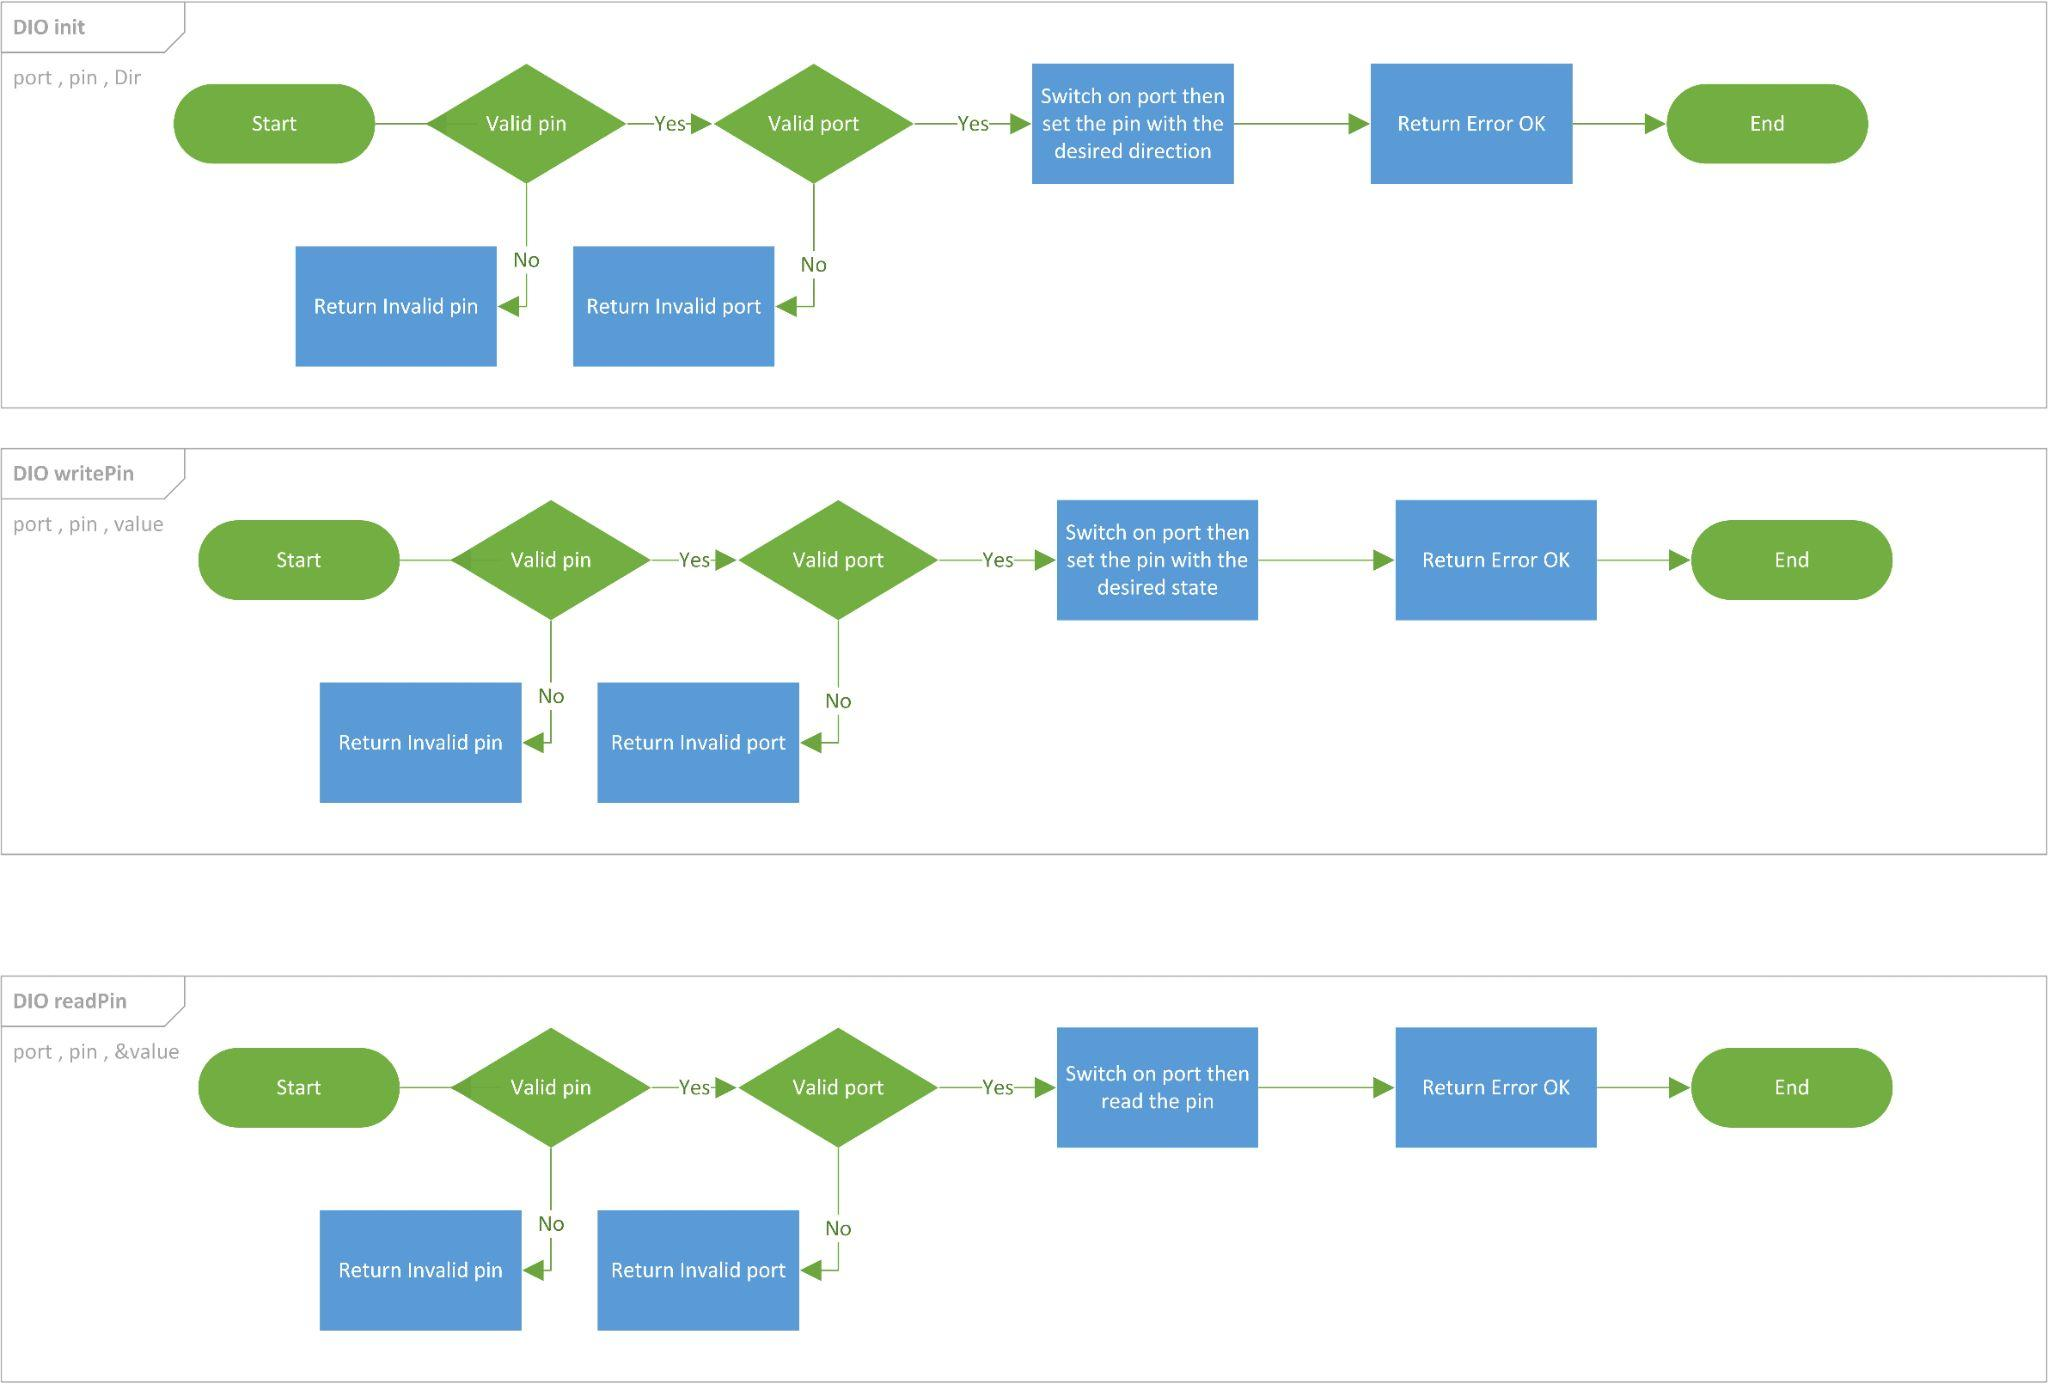 DIO init
port , pin , Dir
Start
Valid pin
Yes
Valid port
Yes
Switch on port then
set the pin with the
desired direction
Return Error OK
End
No
Return Invalid pin
No
Return Invalid port
DIO writePin
port , pin , value
Start
Valid pin
Yes
Valid port
Yes
Switch on port then
set the pin with the
desired state
Return Error OK
End
No
Return Invalid pin
No
Return Invalid port
DIO readPin
port , pin , &value
Start
Valid pin
Yes
Valid port
Yes
Switch on port then
read the pin
Return Error OK
End
No
Return Invalid pin
No
Return Invalid port